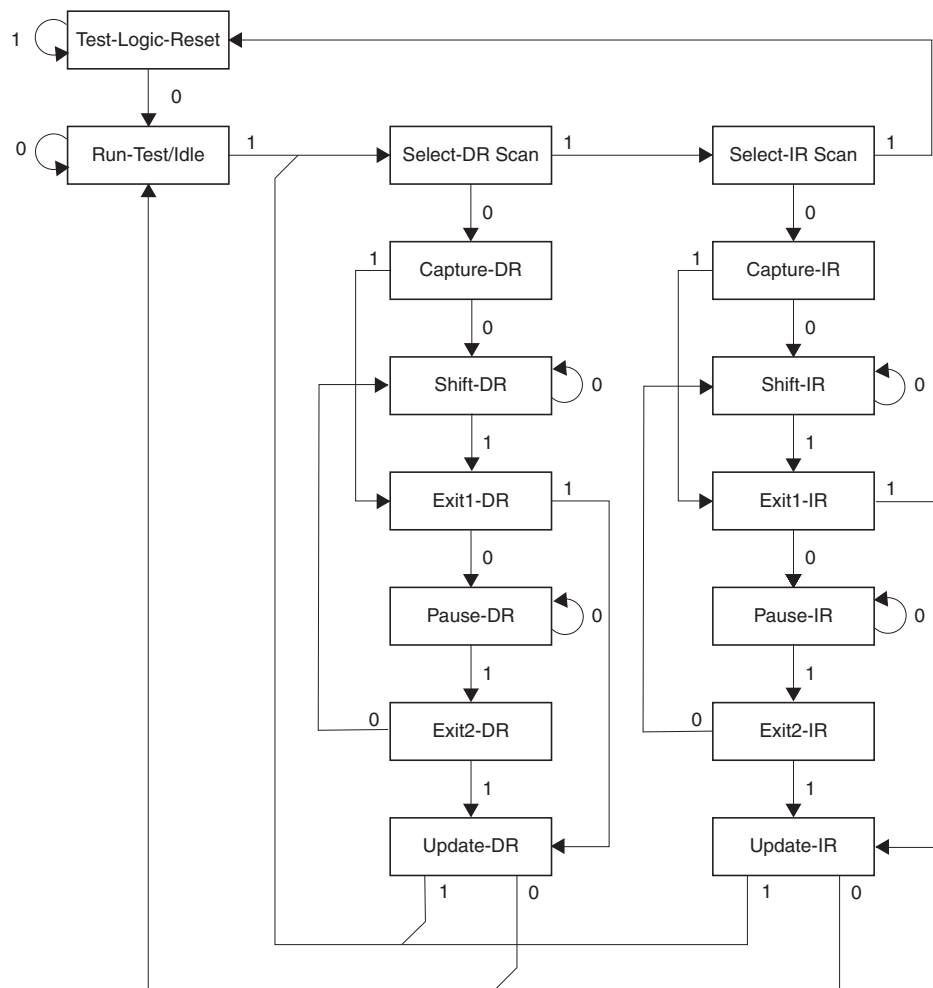 1 Test-Logic-Reset
0
0 Run-Test/Idle 1 Select-DR Scan 1 Select-IR Scan 1
0 0
1 Capture-DR 1 Capture-IR
0 0
Shift-DR 0 Shift-IR 0
1 1
Exit1-DR 1 Exit1-IR 1
0 0
Pause-DR 0 Pause-IR 0
1 1
0 Exit2-DR 0 Exit2-IR
1 1
Update-DR Update-IR
1 0 1 0